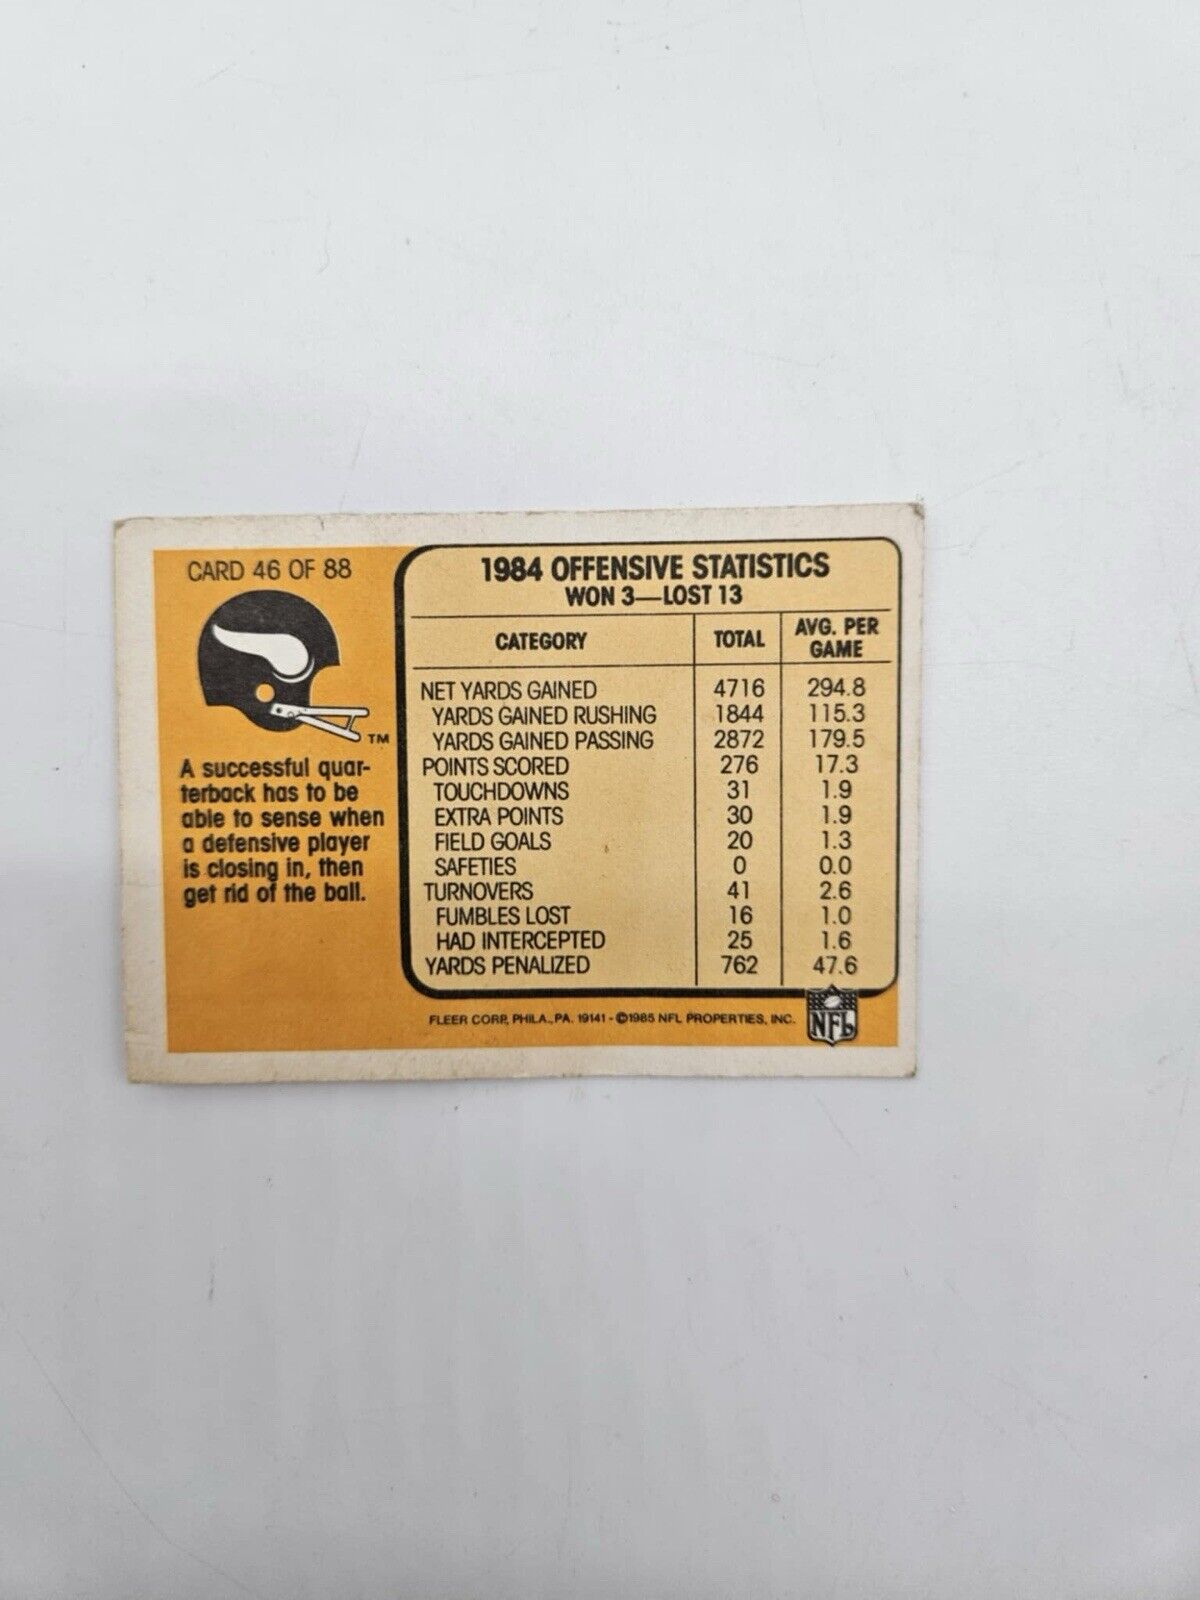 CARD 46 OF 88
TM
A successful quar-
terback has to be
able to sense when
a defensive player
is closing in, then
get rid of the ball.
1984 OFFENSIVE STATISTICS
WON 3—LOST 13
CATEGORY TOTAL AVG. PER GAME
NET YARDS GAINED 4716 294.8
YARDS GAINED RUSHING 1844 115.3
YARDS GAINED PASSING 2872 179.5
POINTS SCORED 276 17.3
TOUCHDOWNS 31 1.9
EXTRA POINTS 30 1.9
FIELD GOALS 20 1.3
SAFETIES 0 0.0
TURNOVERS 41 2.6
FUMBLES LOST 16 1.0
HAD INTERCEPTED 25 1.6
YARDS PENALIZED 762 47.6
FLEER CORP., PHILA., PA. 19141 - ©1985 NFL PROPERTIES, INC.
NFL